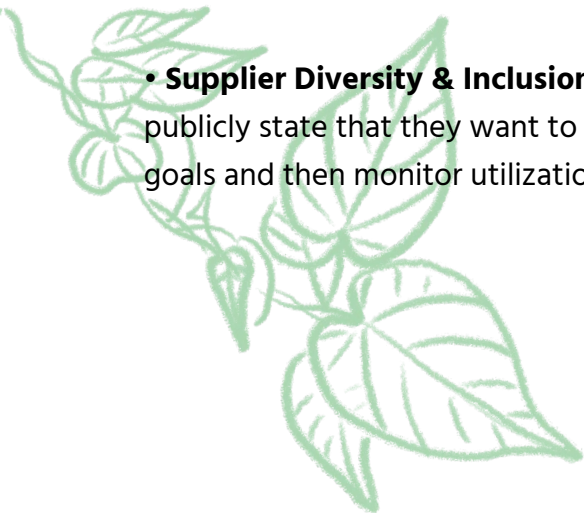 • Supplier Diversity & Inclusion
publicly state that they want to
goals and then monitor utilizatio